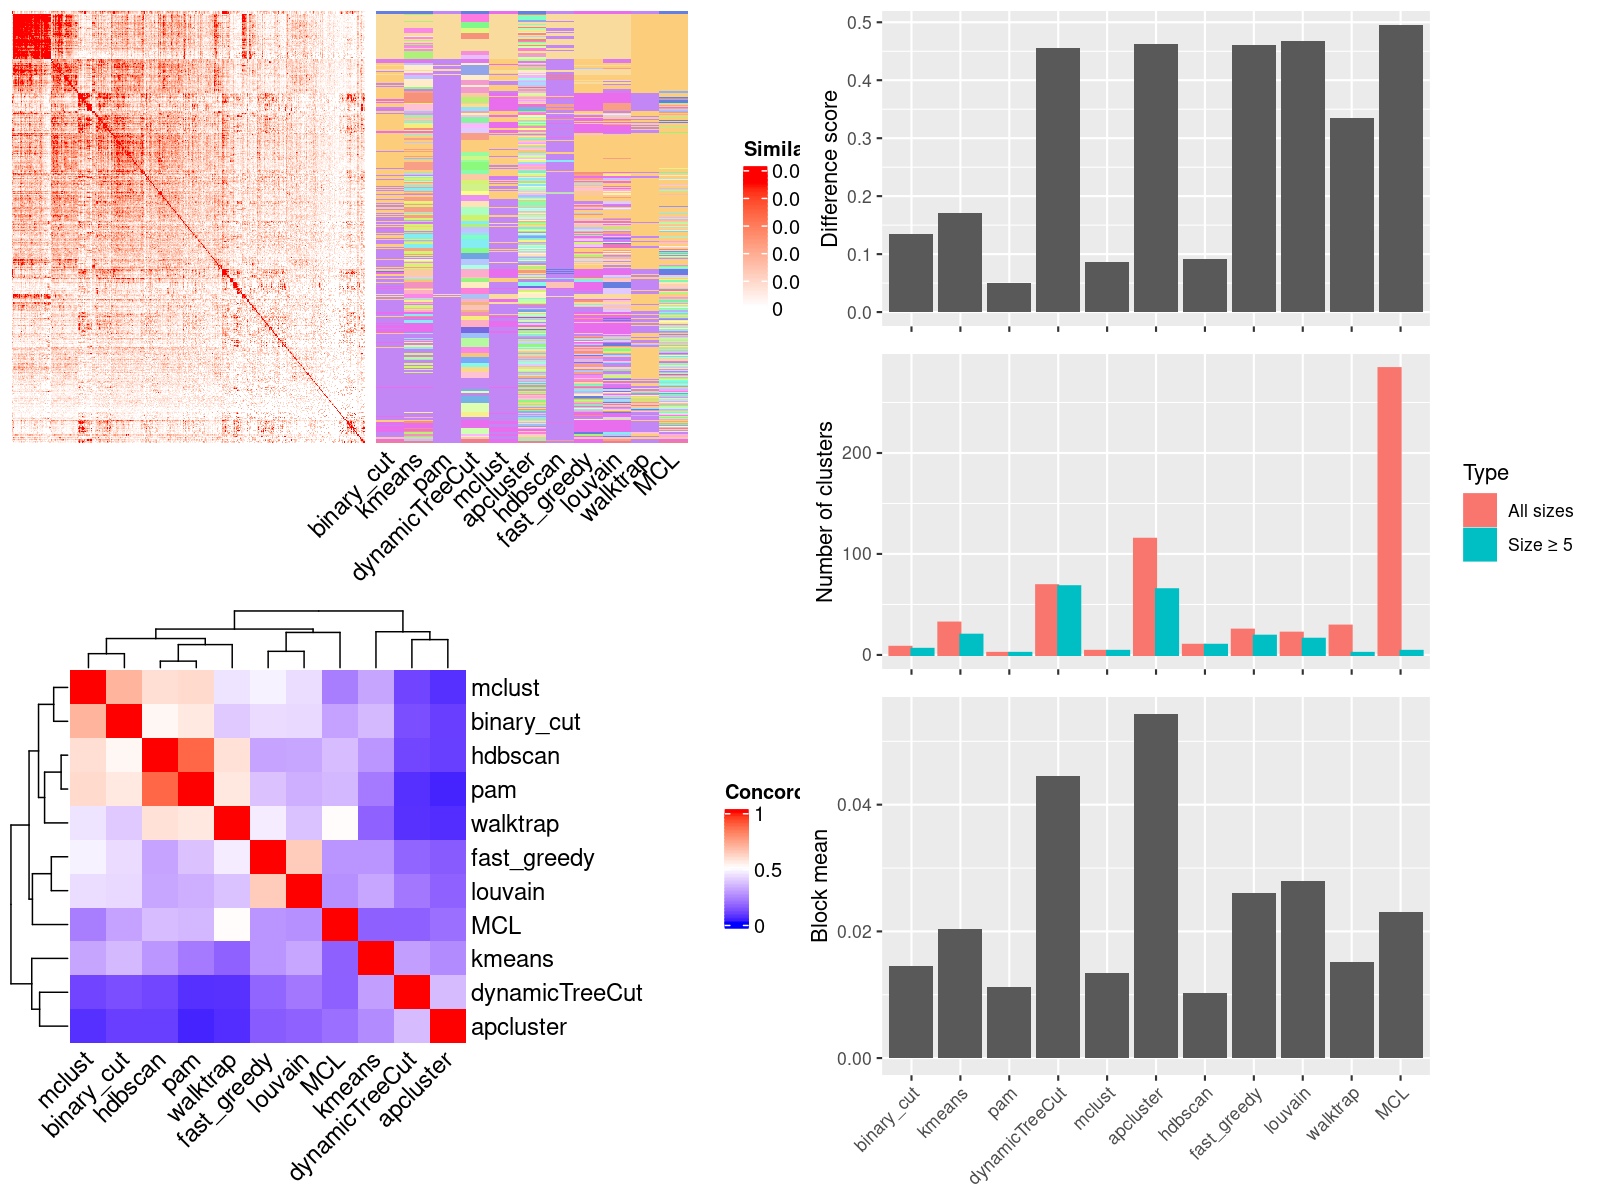 Simila
0.0
0.0
0.0
0.0
0
binary_cut
kmeans
pam
dynamicTreeCut
mclust
apcluster
hdbscan
fast_greedy
louvain
walktrap
MCL
mclust
binary_cut
hdbscan
pam
walktrap
fast_greedy
louvain
MCL
kmeans
dynamicTreeCut
apcluster
mclust
binary_cut
hdbscan
pam
walktrap
fast_greedy
louvain
MCL
kmeans
dynamicTreeCut
apcluster
Concord
1
0.5
0
Difference score
0.5
0.4
0.3
0.2
0.1
0.0
Number of clusters
200
100
0
Type
All sizes
Size ≥ 5
Block mean
0.04
0.02
0.00
binary_cut
kmeans
pam
dynamicTreeCut
mclust
apcluster
hdbscan
fast_greedy
louvain
walktrap
MCL